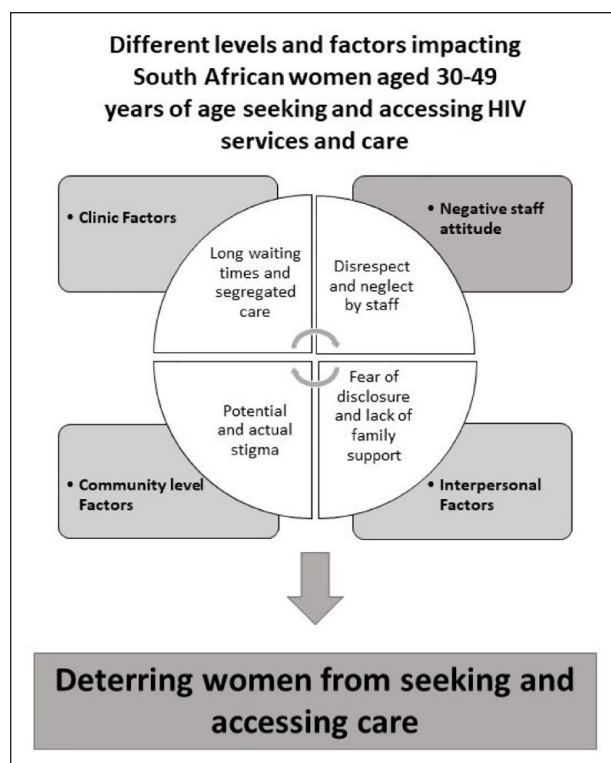 Different levels and factors impacting
South African women aged 30-49
years of age seeking and accessing HIV
services and care
• Clinic Factors
• Negative staff
attitude
Long waiting
times and
segregated
care
Disrespect
and neglect
by staff
Potential
and actual
stigma
Fear of
disclosure
and lack of
family
support
• Community level
Factors
• Interpersonal
Factors
Deterring women from seeking and
accessing care